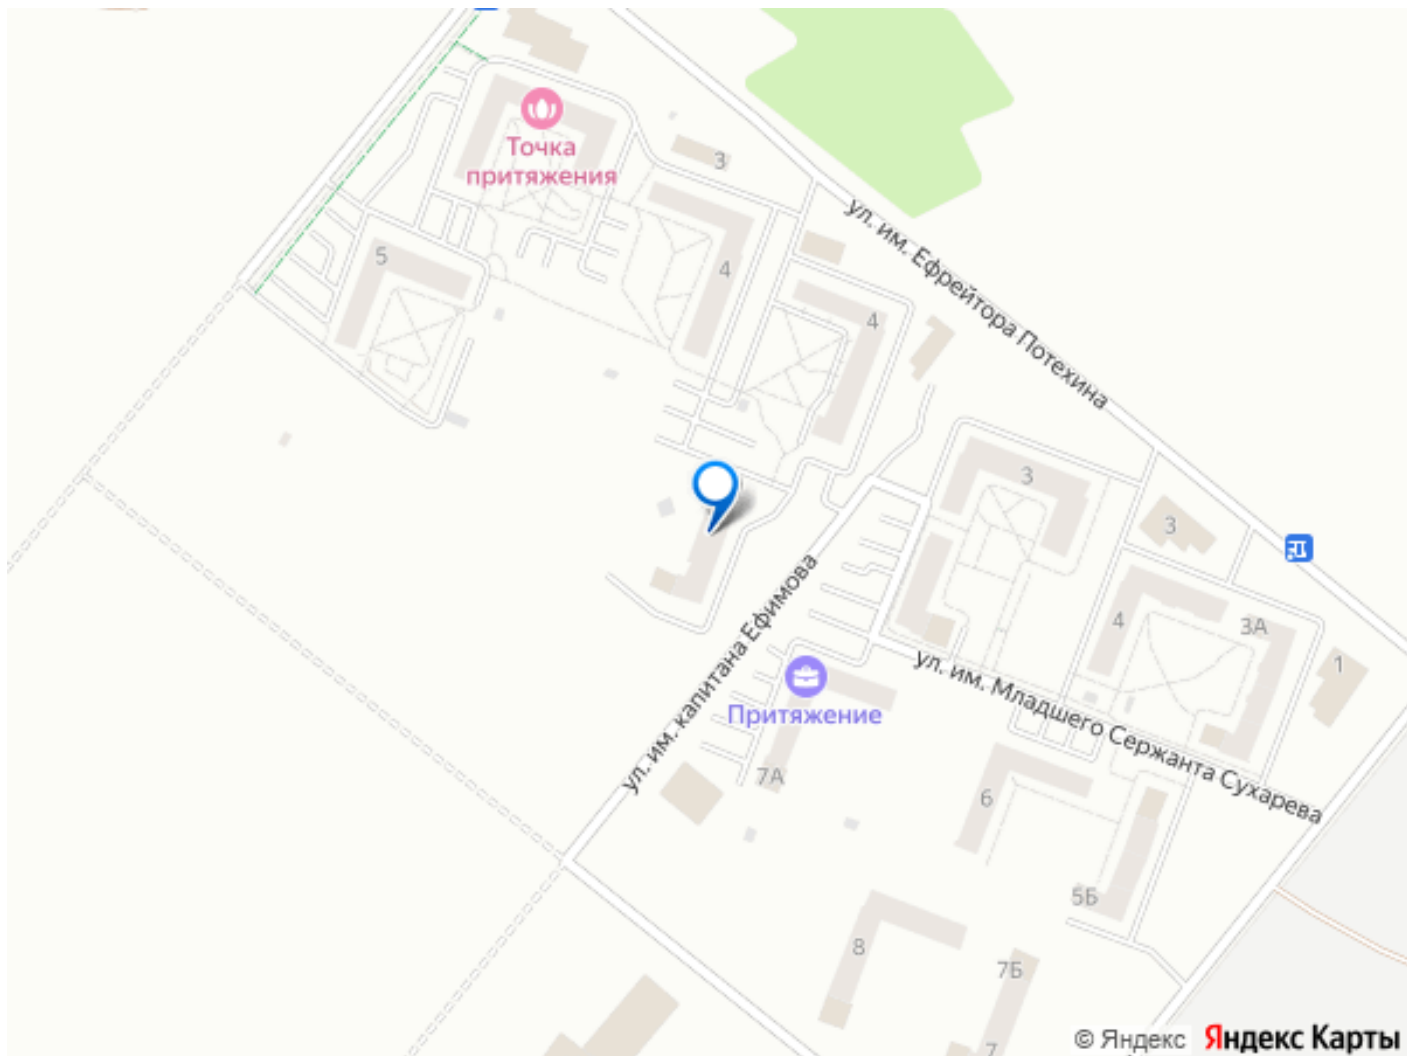 Точка
притяжения
3
5
4
4
ул. им. Ефрейтора Потехина
3
3
ул. им. капитана Ефимова
4
3А
1
ул. им. Младшего Сержанта Сухарева
Притяжение
7А
6
5Б
8
7Б
7
© Яндекс Яндекс Карты